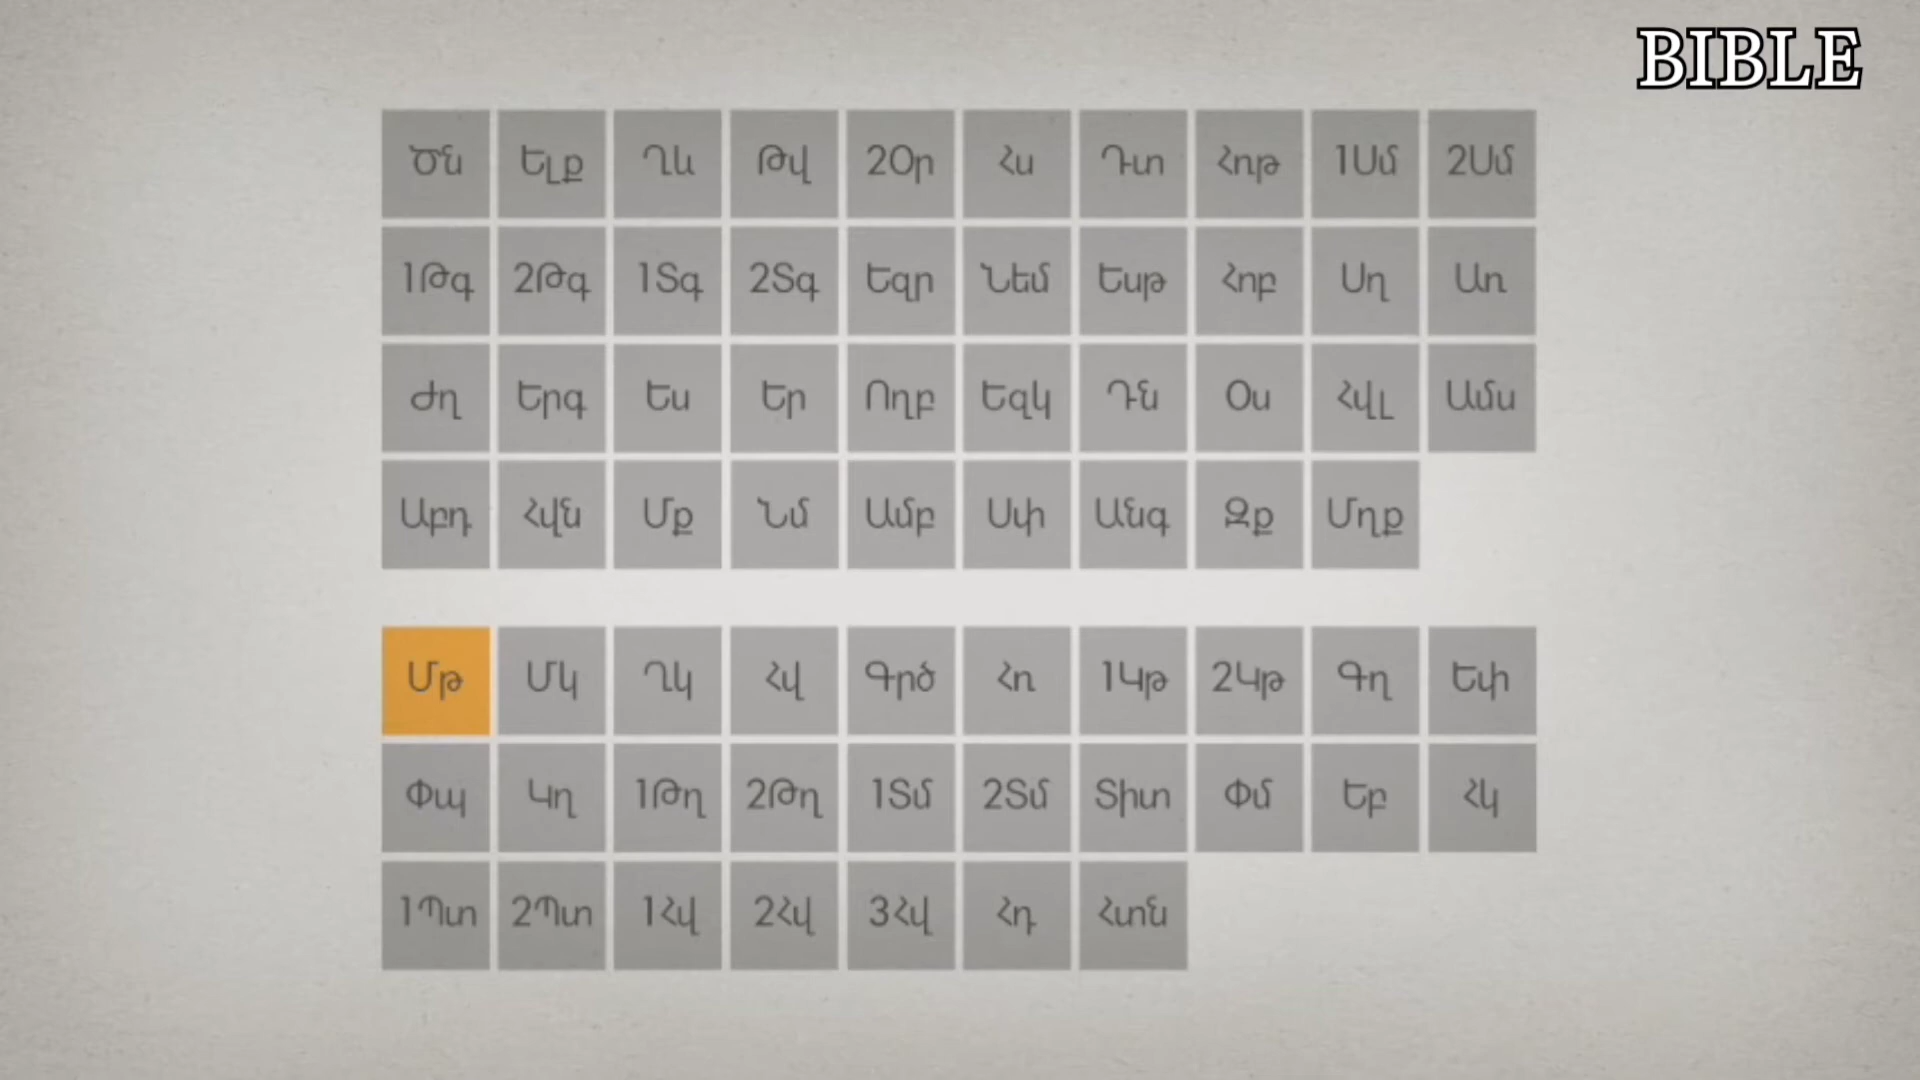 BIBLE
Ծն Ելք Ղև Թվ 2Օր Հս Դտ Հռթ 1Սմ 2Սմ
1Թգ 2Թգ 1Տգ 2Տգ Եզր Նեմ Եսթ Հոբ Սղ Առ
Ժղ Երգ Ես Եր Ողբ Եզկ Դն Օս Հվլ Ամս
Աբդ Հվն Մք Նմ Ամբ Սփ Անգ Զք Մղք
Մթ Մկ Ղկ Հվ Գրծ Հռ 1Կթ 2Կթ Գղ Եփ
Փպ Կղ 1Թղ 2Թղ 1Տմ 2Տմ Տիտ Փմ Եբ Հկ
1Պտ 2Պտ 1Հվ 2Հվ 3Հվ Հդ Հտն